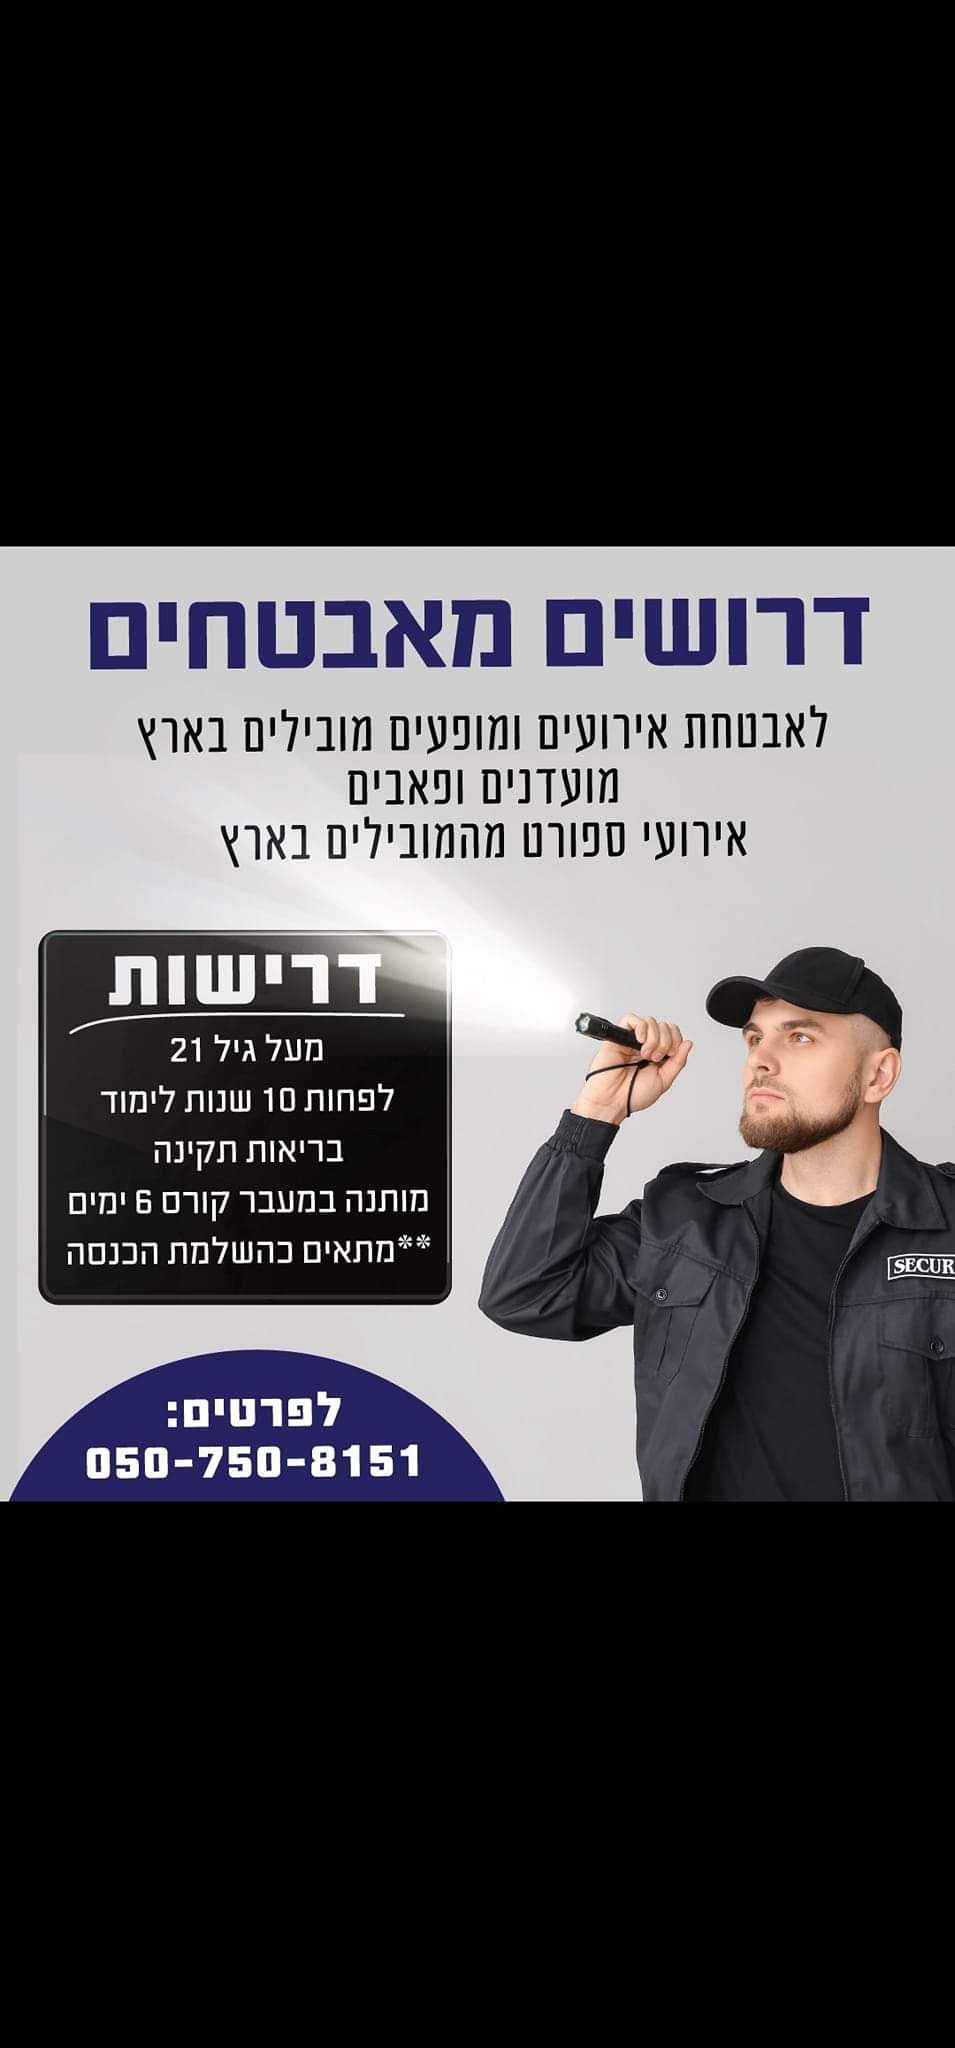 דרושים מאבטחים
לאבטחת אירועים ומופעים מובילים בארץ
מועדנים ופאבים
אירועי ספורט מהמובילים בארץ
דרישות
מעל גיל 21
לפחות 10 שנות לימוד
בריאות תקינה
מותנה במעבר קורס 6 ימים
**מתאים כהשלמת הכנסה
SECUR
לפרטים:
050-750-8151